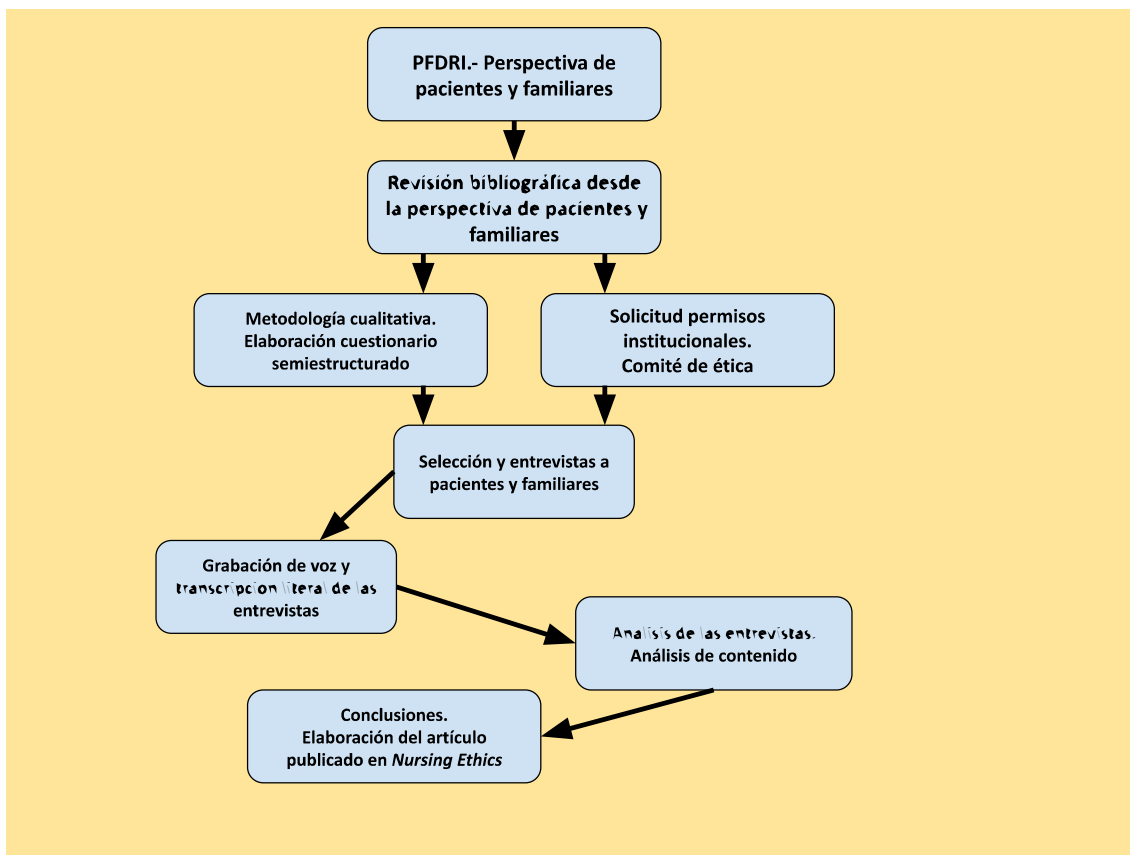 PFDRI.- Perspectiva de
pacientes y familiares
Revisión bibliográfica desde
la perspectiva de pacientes y
familiares
Metodología cualitativa.
Elaboración cuestionario
semiestructurado
Solicitud permisos
institucionales.
Comité de ética
Selección y entrevistas a
pacientes y familiares
Grabación de voz y
transcripcion literal de las
entrevistas
Analisis de las entrevistas.
Análisis de contenido
Conclusiones.
Elaboración del artículo
publicado en Nursing Ethics